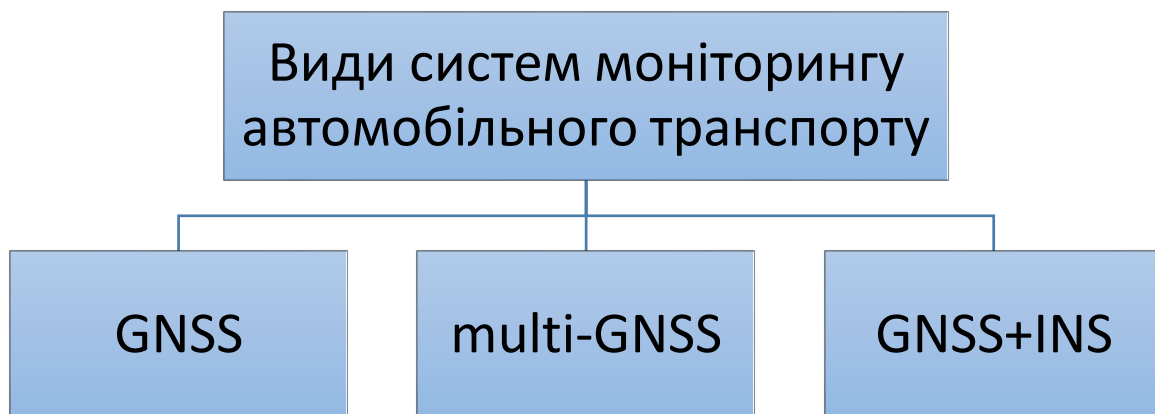 Види систем моніторингу
автомобільного транспорту
GNSS
multi-GNSS
GNSS+INS